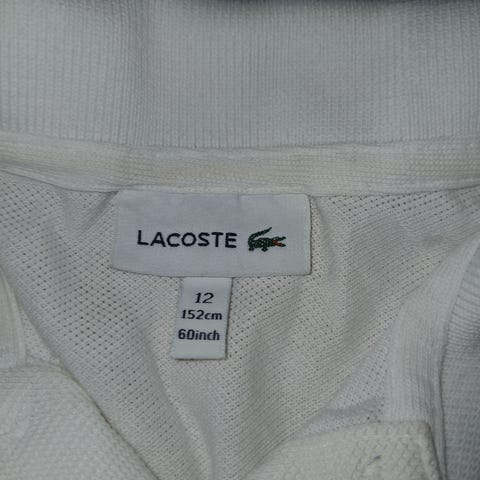 LACOSTE
12
152cm
60inch